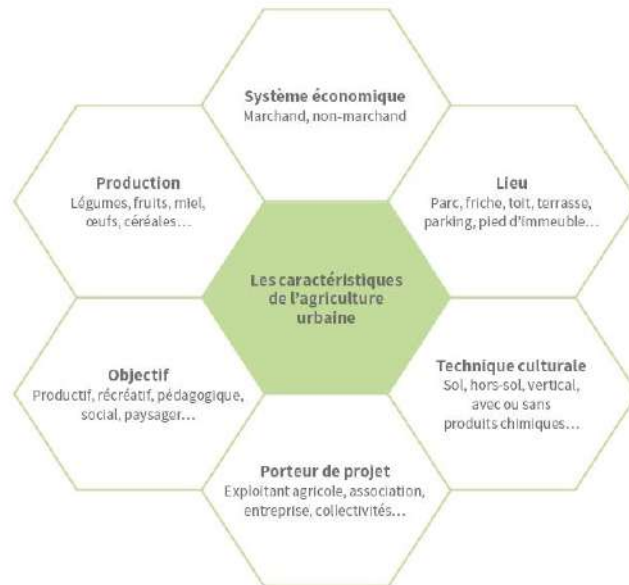 Système économique
Marchand, non-marchand
Production
Légumes, fruits, miel,
œufs, céréales…
Lieu
Parc, friche, toit, terrasse,
parking, pied d'immeuble…
Les caractéristiques
de l'agriculture
urbaine
Objectif
Productif, récréatif, pédagogique,
social, paysager…
Technique culturale
Sol, hors-sol, vertical,
avec ou sans
produits chimiques…
Porteur de projet
Exploitant agricole, association,
entreprise, collectivités…